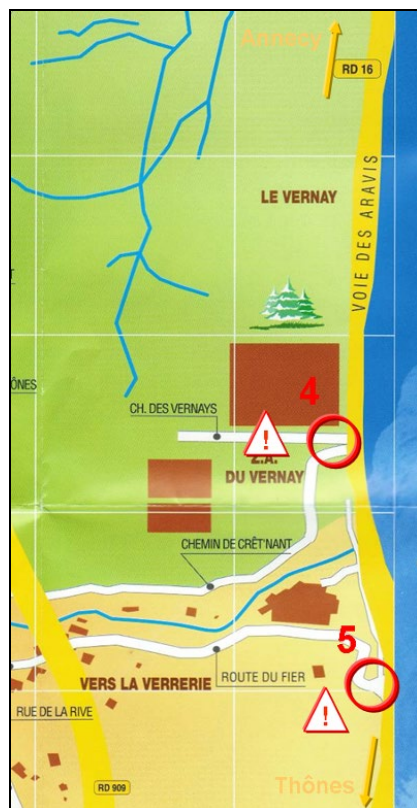 Annecy
RD 16
LE VERNAY
VOIE DES ARAVIS
ÔNES
4
CH. DES VERNAYS
!
Z.A.
DU VERNAY
CHEMIN DE CRÊT'NANT
5
VERS LA VERRERIE
ROUTE DU FIER
RUE DE LA RIVE
!
RD 909
Thônes